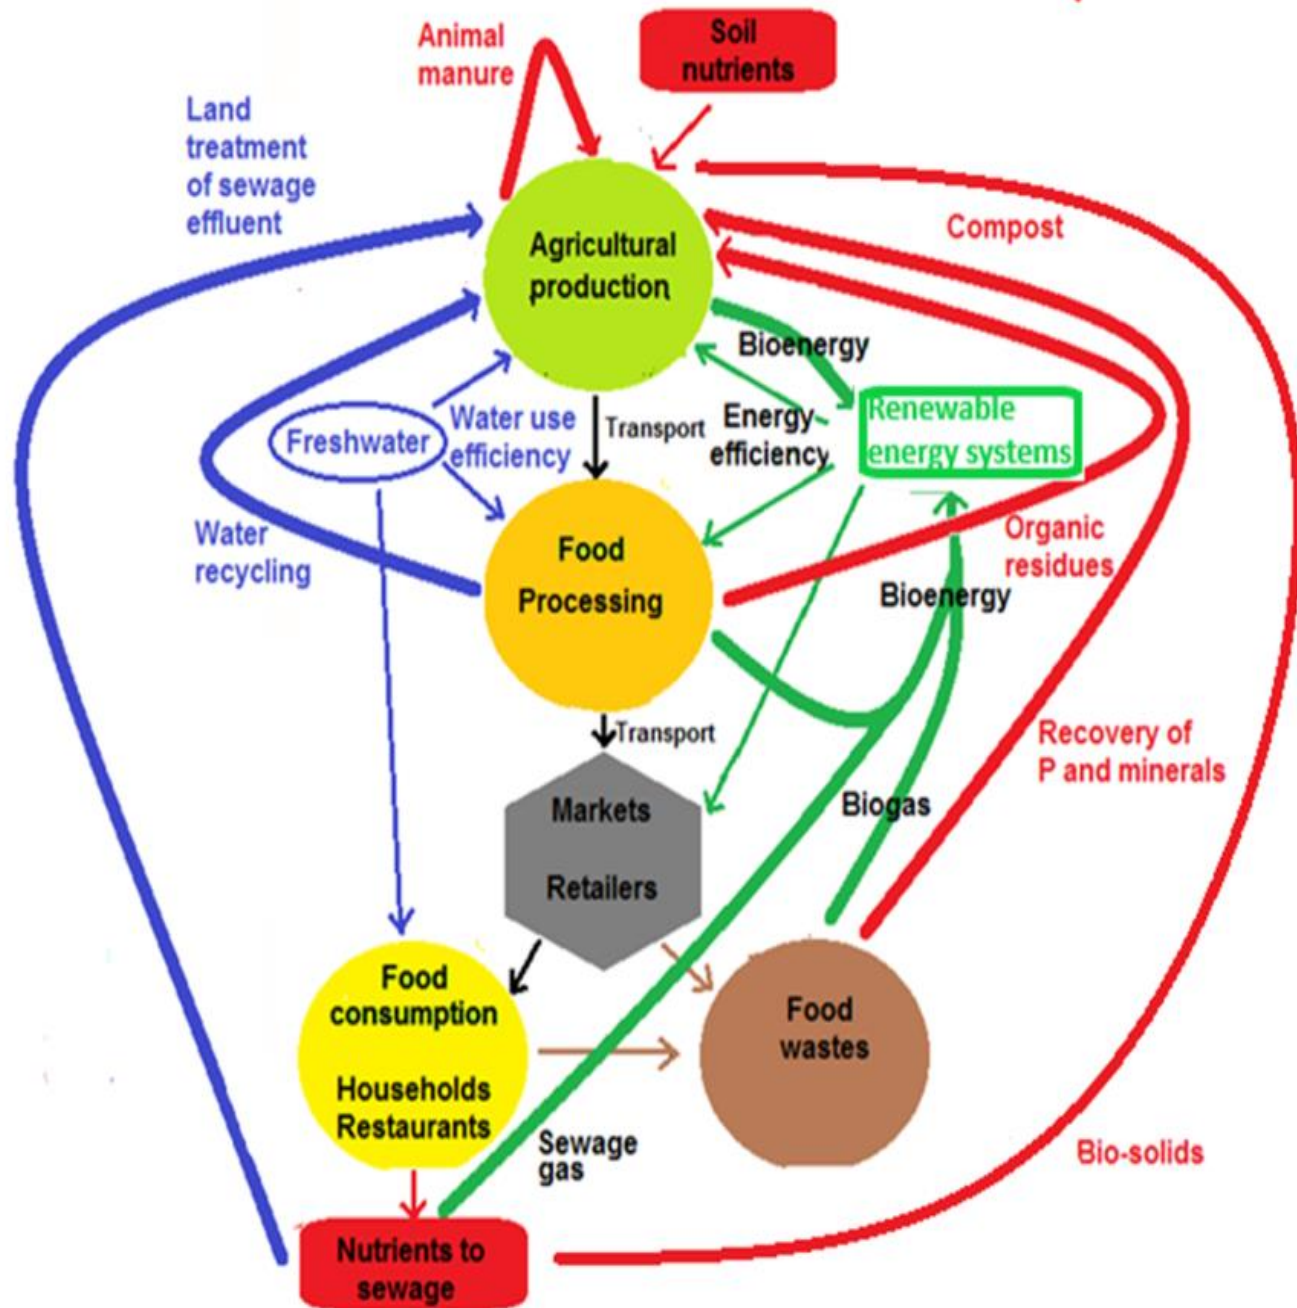 Animal
manure
Soil
nutrients
Land
treatment
of sewage
effluent
Agricultural
production
Compost
Bioenergy
Freshwater
Water use
efficiency
Transport
Energy
efficiency
Renewable
energy systems
Water
recycling
Food
Processing
Organic
residues
Bioenergy
Transport
Recovery of
P and minerals
Markets
Retailers
Biogas
Food
consumption
Households
Restaurants
Food
wastes
Sewage
gas
Bio-solids
Nutrients to
sewage